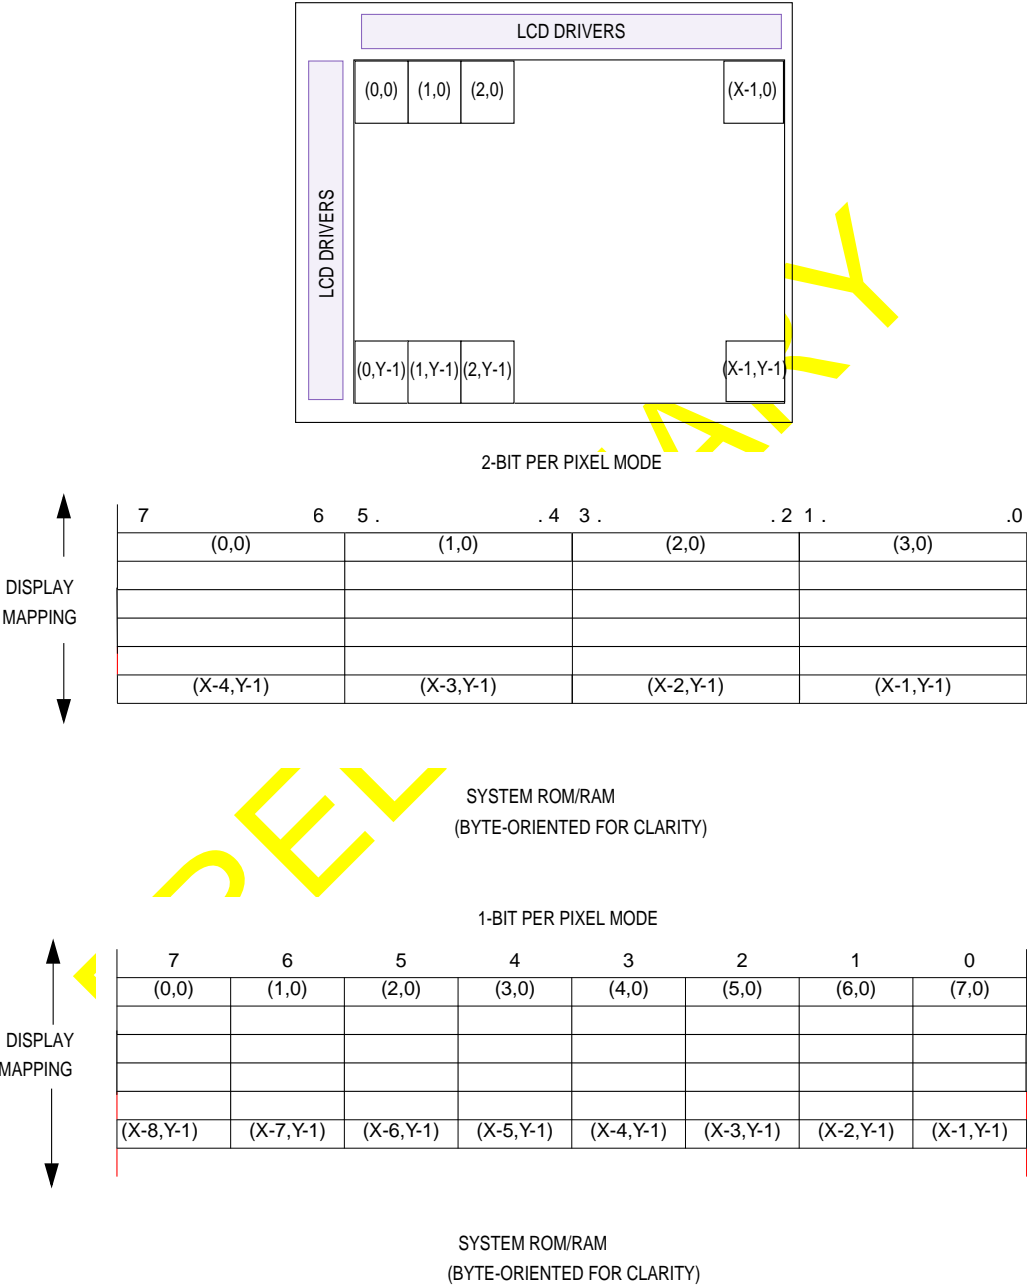 LCD DRIVERS
LCD DRIVERS
(0,0) (1,0) (2,0) (X-1,0)
(0,Y-1) (1,Y-1) (2,Y-1) (X-1,Y-1)
2-BIT PER PIXEL MODE
7 6 5 . . 4 3 . . 2 1 . .0
(0,0) (1,0) (2,0) (3,0)
DISPLAY
MAPPING
(X-4,Y-1) (X-3,Y-1) (X-2,Y-1) (X-1,Y-1)
SYSTEM ROM/RAM
(BYTE-ORIENTED FOR CLARITY)
1-BIT PER PIXEL MODE
7 6 5 4 3 2 1 0
(0,0) (1,0) (2,0) (3,0) (4,0) (5,0) (6,0) (7,0)
DISPLAY
MAPPING
(X-8,Y-1) (X-7,Y-1) (X-6,Y-1) (X-5,Y-1) (X-4,Y-1) (X-3,Y-1) (X-2,Y-1) (X-1,Y-1)
SYSTEM ROM/RAM
(BYTE-ORIENTED FOR CLARITY)